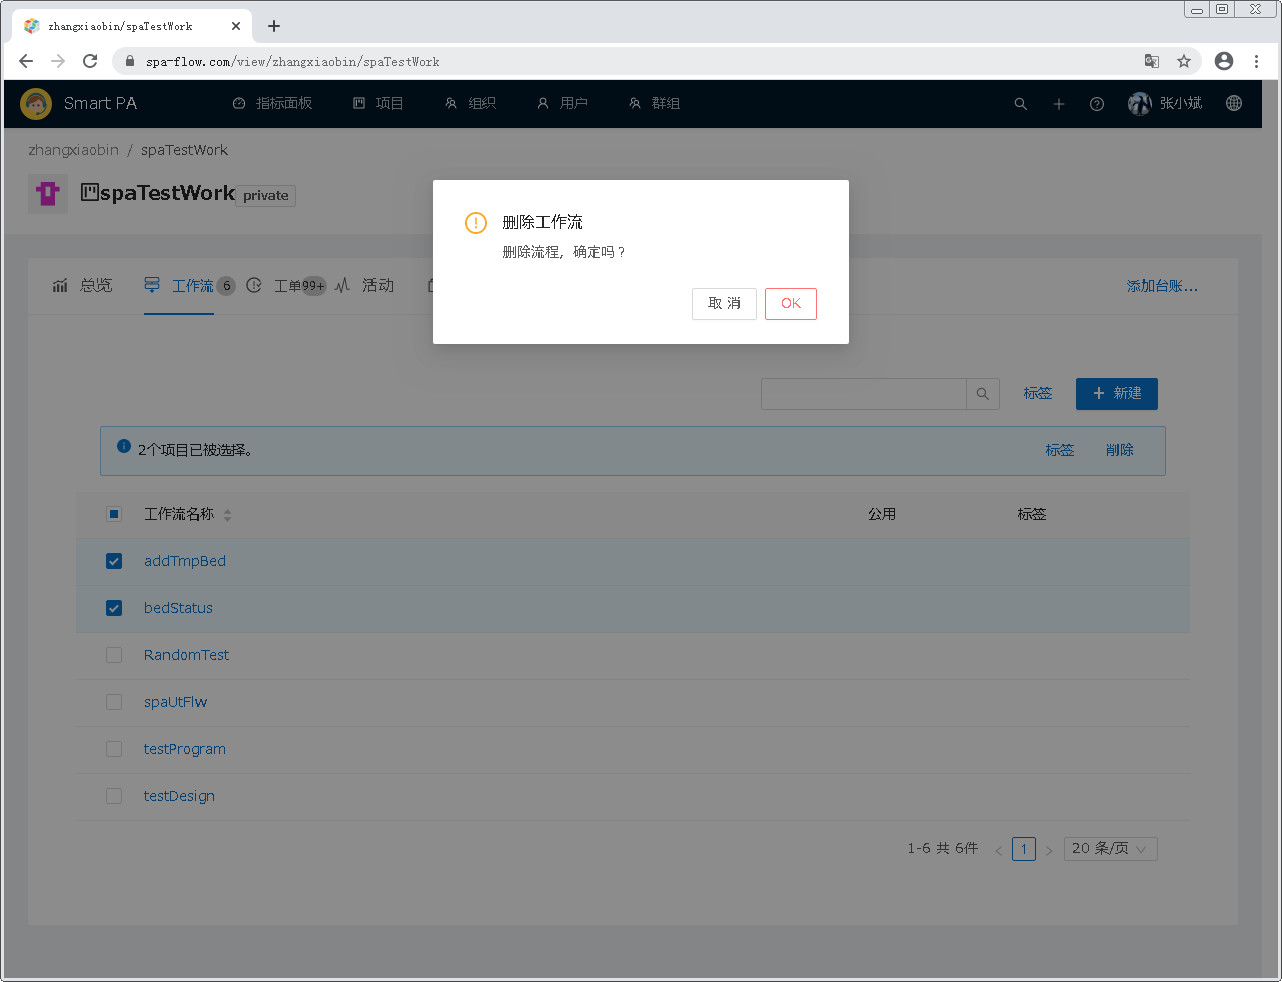 zhangxiaobin/spaTestWork
spa-flow.com/view/zhangxiaobin/spaTestWork
Smart PA 指标面板 项目 组织 用户 群组 张小斌
zhangxiaobin / spaTestWork
spaTestWork private
删除工作流
删除流程，确定吗？
取 消 OK
总览 工作流 6 工单 99+ 活动 添加台账...
标签 + 新建
2个项目已被选择。 标签 削除
工作流名称 公用 标签
addTmpBed
bedStatus
RandomTest
spaUtFlw
testProgram
testDesign
1-6 共 6件 < 1 > 20 条/页